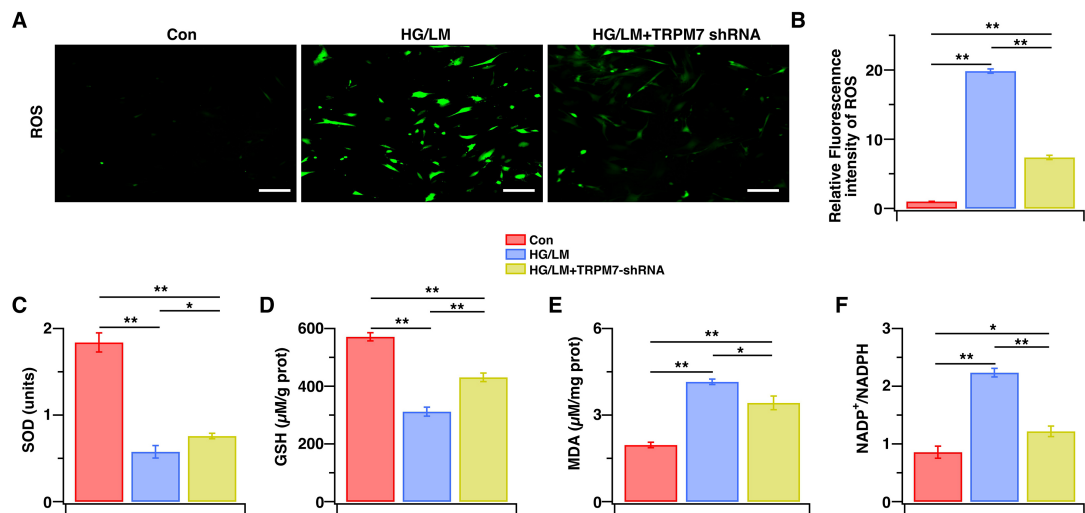 A
Con
HG/LM
HG/LM+TRPM7 shRNA
ROS
B
Relative Fluorescennce
intensity of ROS
30
20
10
0
**
**
**
Con
HG/LM
HG/LM+TRPM7-shRNA
C
SOD (units)
2
1
0
**
*
**
D
GSH (µM/g prot)
600
400
200
0
**
**
**
E
MDA (µM/mg prot)
6
3
0
**
*
**
F
NADP⁺/NADPH
3
2
1
0
*
**
**